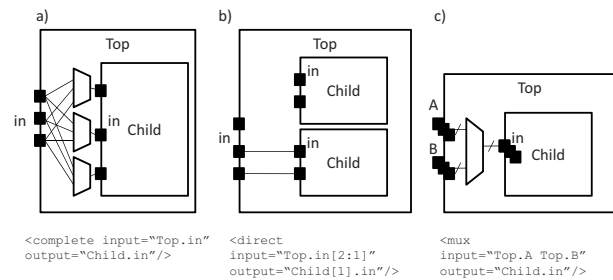 a)
b)
c)
Top
in
in
Child
Top
in
Child
in
in
Child
Top
A
B
in
Child
<complete input=“Top.in”
output=“Child.in”/>
<direct
input=“Top.in[2:1]”
output=“Child[1].in”/>
<mux
input=“Top.A Top.B”
output=“Child.in”/>